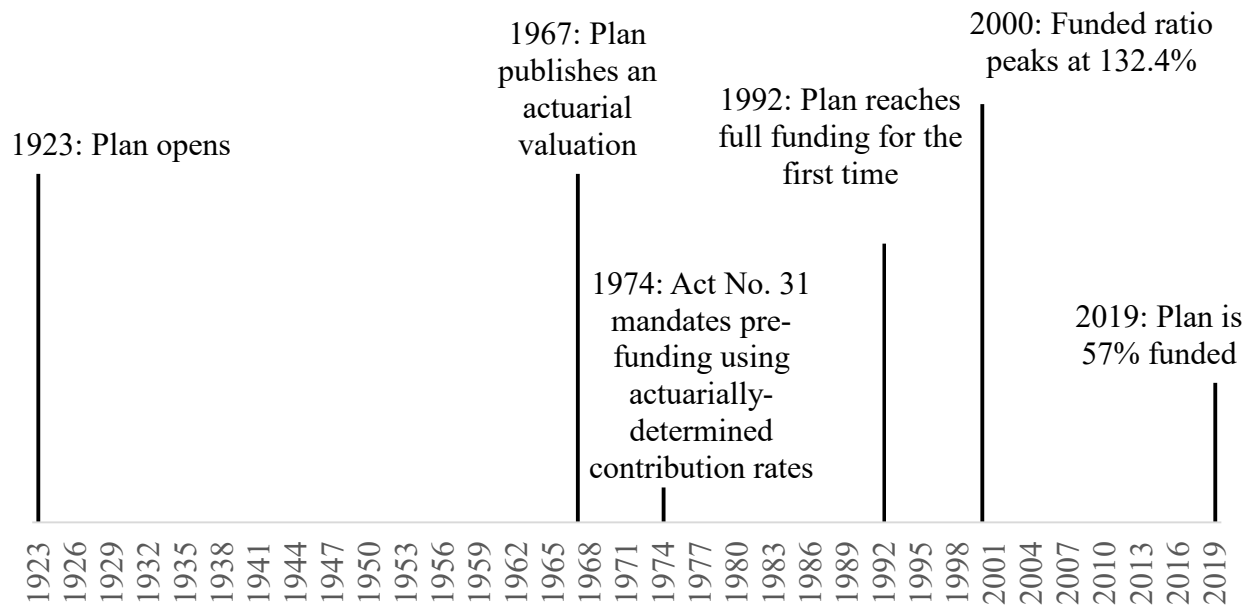 1923: Plan opens
1967: Plan
publishes an
actuarial
valuation
1974: Act No. 31
mandates pre-
funding using
actuarially-
determined
contribution rates
1992: Plan reaches
full funding for the
first time
2000: Funded ratio
peaks at 132.4%
2019: Plan is
57% funded
1923
1926
1929
1932
1935
1938
1941
1944
1947
1950
1953
1956
1959
1962
1965
1968
1971
1974
1977
1980
1983
1986
1989
1992
1995
1998
2001
2004
2007
2010
2013
2016
2019